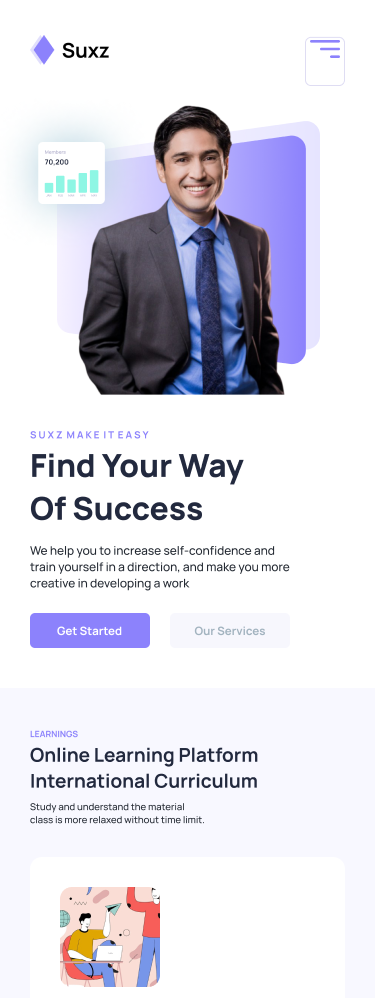 Suxz
Members
70,200
SUXZ MAKE IT EASY
Find Your Way
Of Success
We help you to increase self-confidence and
train yourself in a direction, and make you more
creative in developing a work
Get Started
Our Services
LEARNINGS
Online Learning Platform
International Curriculum
Study and understand the material
class is more relaxed without time limit.